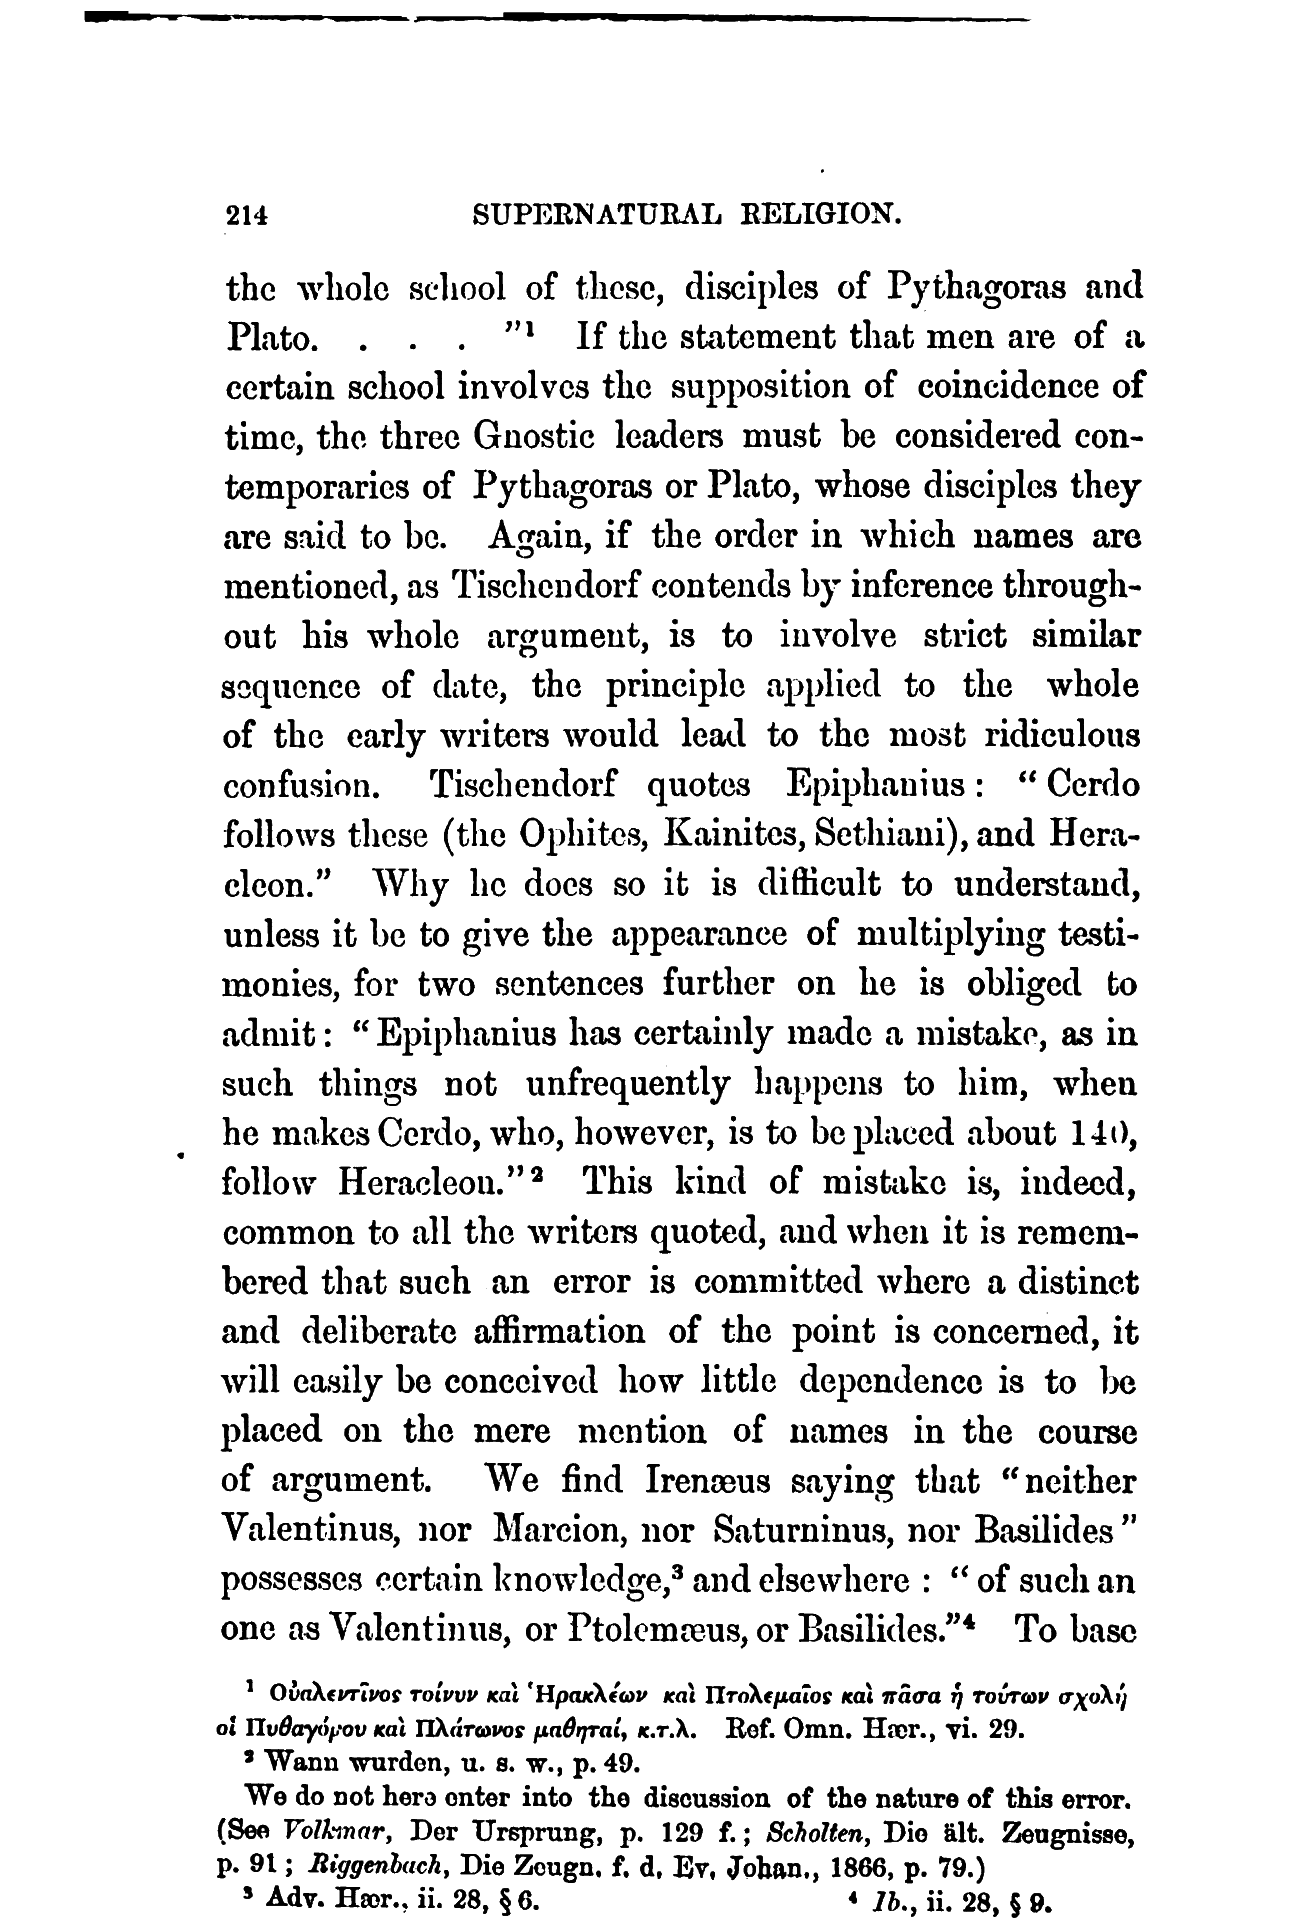 214 SUPERNATURAL RELIGION.
the whole school of these, disciples of Pythagoras and
Plato. . . . ”¹ If the statement that men are of a
certain school involves the supposition of coincidence of
time, the three Gnostic leaders must be considered con-
temporaries of Pythagoras or Plato, whose disciples they
are said to be. Again, if the order in which names are
mentioned, as Tischendorf contends by inference through-
out his whole argument, is to involve strict similar
sequence of date, the principle applied to the whole
of the early writers would lead to the most ridiculous
confusion. Tischendorf quotes Epiphanius: “Cerdo
follows these (the Ophites, Kainites, Sethiani), and Hera-
cleon.” Why he does so it is difficult to understand,
unless it be to give the appearance of multiplying testi-
monies, for two sentences further on he is obliged to
admit: “Epiphanius has certainly made a mistake, as in
such things not unfrequently happens to him, when
he makes Cerdo, who, however, is to be placed about 140,
follow Heracleon.”² This kind of mistake is, indeed,
common to all the writers quoted, and when it is remem-
bered that such an error is committed where a distinct
and deliberate affirmation of the point is concerned, it
will easily be conceived how little dependence is to be
placed on the mere mention of names in the course
of argument. We find Irenæus saying that “neither
Valentinus, nor Marcion, nor Saturninus, nor Basilides”
possesses certain knowledge,³ and elsewhere: “of such an
one as Valentinus, or Ptolemæus, or Basilides.”⁴ To base
¹ Οὐαλεντῖνος τοίνυν καὶ Ἡρακλέων καὶ Πτολεμαῖος καὶ πᾶσα ἡ τούτων σχολὴ
οἱ Πυθαγόρου καὶ Πλάτωνος μαθηταί, κ.τ.λ. Ref. Omn. Hær., vi. 29.
² Wann wurden, u. s. w., p. 49.
We do not here enter into the discussion of the nature of this error.
(See Volkmar, Der Ursprung, p. 129 f.; Scholten, Die ält. Zeugnisse,
p. 91; Riggenbach, Die Zeugn. f. d. Ev. Johan., 1866, p. 79.)
³ Adv. Hær., ii. 28, § 6. ⁴ Ib., ii. 28, § 9.